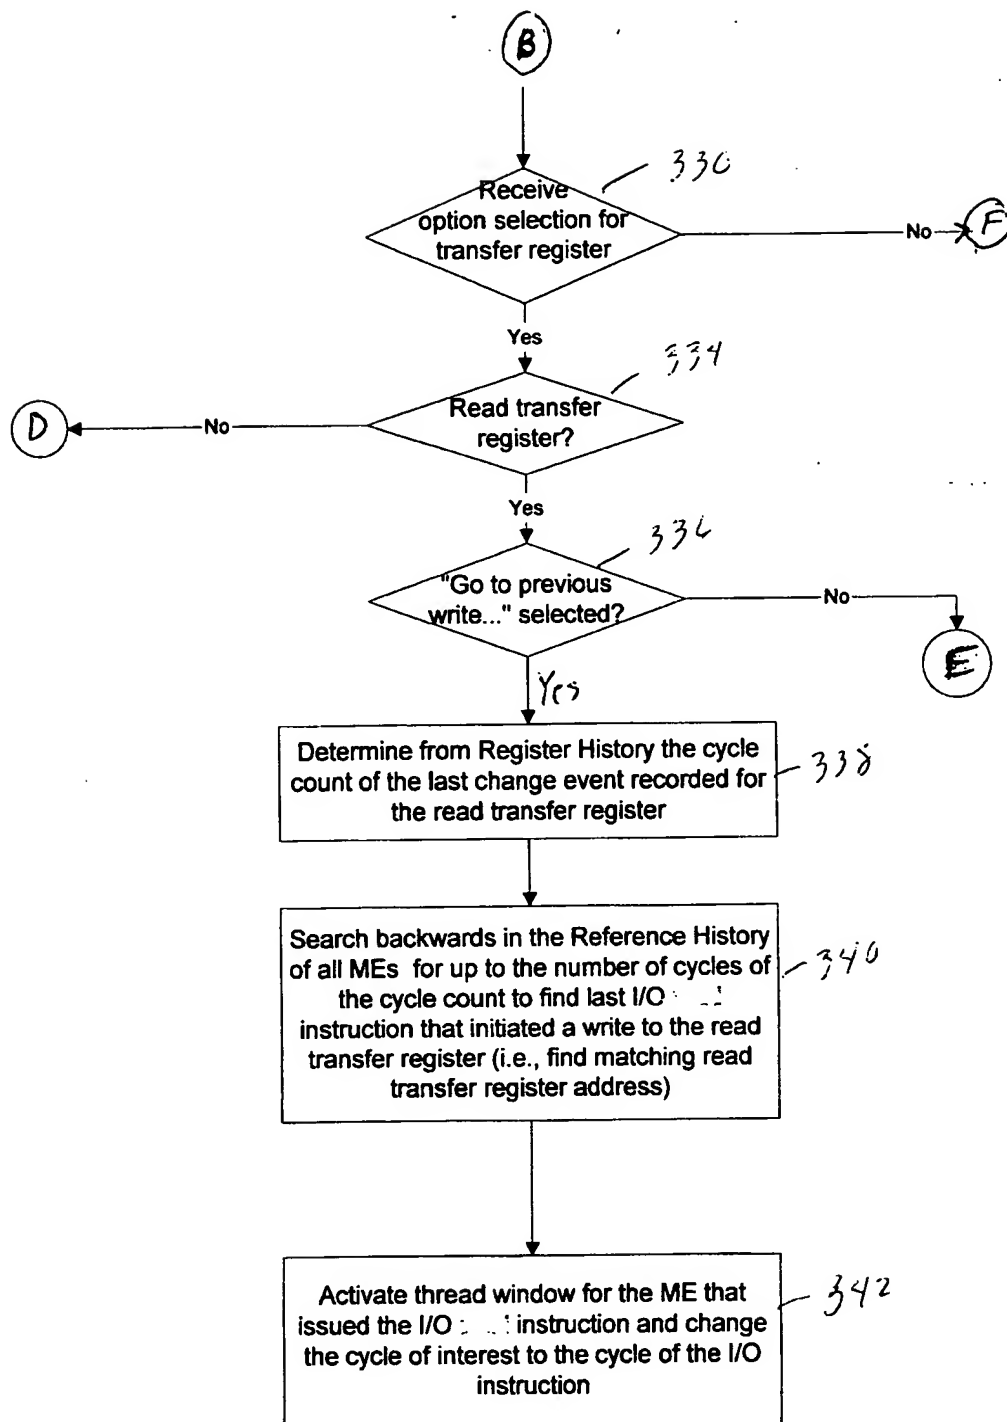 B
330
Receive
option selection for
transfer register
No
F
Yes
334
Read transfer
register?
No
D
Yes
336
"Go to previous
write..." selected?
No
E
Yes
Determine from Register History the cycle
count of the last change event recorded for
the read transfer register
338
Search backwards in the Reference History
of all MEs for up to the number of cycles of
the cycle count to find last I/O
instruction that initiated a write to the read
transfer register (i.e., find matching read
transfer register address)
340
Activate thread window for the ME that
issued the I/O instruction and change
the cycle of interest to the cycle of the I/O
instruction
342